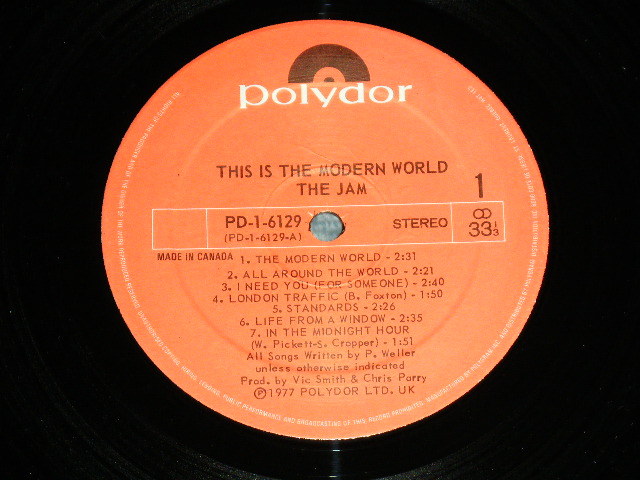 polydor
THIS IS THE MODERN WORLD
THE JAM
1
PD-1-6129
(PD-1-6129-A)
STEREO
33 1/3
MADE IN CANADA
1. THE MODERN WORLD - 2:31
2. ALL AROUND THE WORLD - 2:21
3. I NEED YOU (FOR SOMEONE) - 2:40
4. LONDON TRAFFIC (B. Foxton) - 1:50
5. STANDARDS - 2:26
6. LIFE FROM A WINDOW - 2:35
7. IN THE MIDNIGHT HOUR
(W. Pickett-S. Cropper) - 1:51
All Songs Written by P. Weller
unless otherwise indicated
Prod. by Vic Smith & Chris Parry
Ⓟ1977 POLYDOR LTD. UK